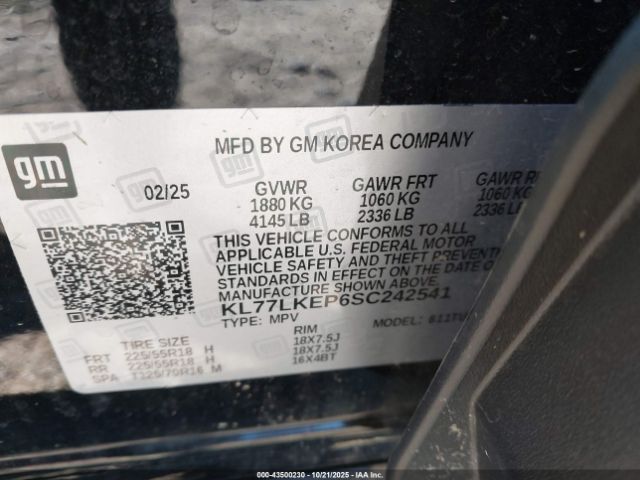 MFD BY GM KOREA COMPANY
gm
02/25
GVWR GAWR FRT GAWR
1880 KG 1060 KG 1060 KG
4145 LB 2336 LB 2336 LB
THIS VEHICLE CONFORMS TO ALL
APPLICABLE U.S. FEDERAL MOTOR
VEHICLE SAFETY AND THEFT PREVENTION
STANDARDS IN EFFECT ON THE DATE OF
MANUFACTURE SHOWN ABOVE.
KL77LKEP6SC242541
TYPE: MPV MODEL:
TIRE SIZE RIM
FRT 225/55R18 H 18X7.5J
RR 225/55R18 H 18X7.5J
SPA T125/70R16 M 16X4BT
000-43500230 - 10/21/2025 - IAAI.COM